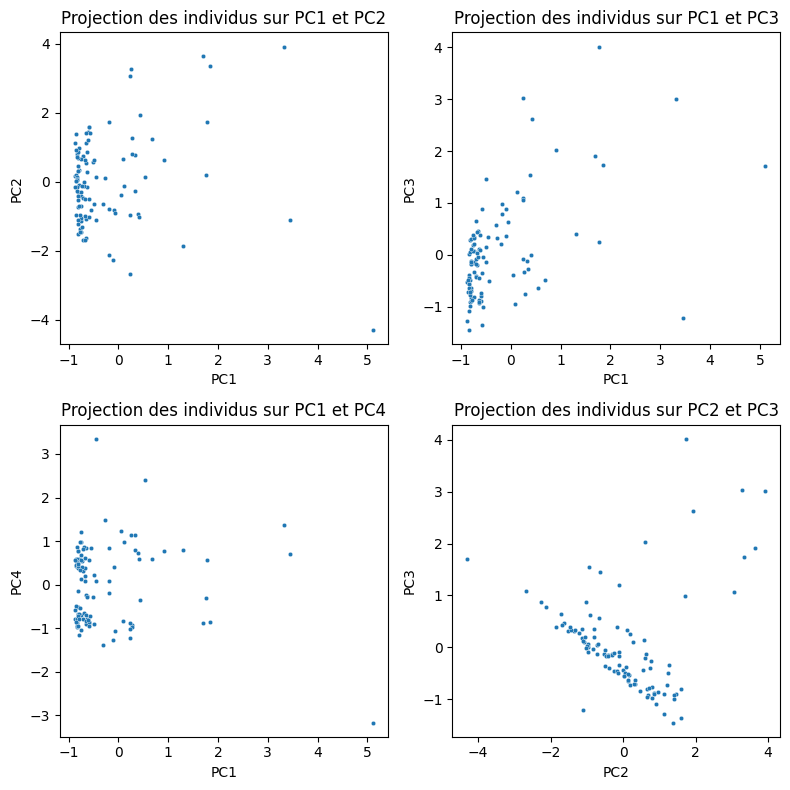 Projection des individus sur PC1 et PC2
Projection des individus sur PC1 et PC3
4
2
0
−2
−4
PC2
−1 0 1 2 3 4 5
PC1
4
3
2
1
0
−1
PC3
−1 0 1 2 3 4 5
PC1
Projection des individus sur PC1 et PC4
Projection des individus sur PC2 et PC3
3
2
1
0
−1
−2
−3
PC4
−1 0 1 2 3 4 5
PC1
4
3
2
1
0
−1
PC3
−4 −2 0 2 4
PC2